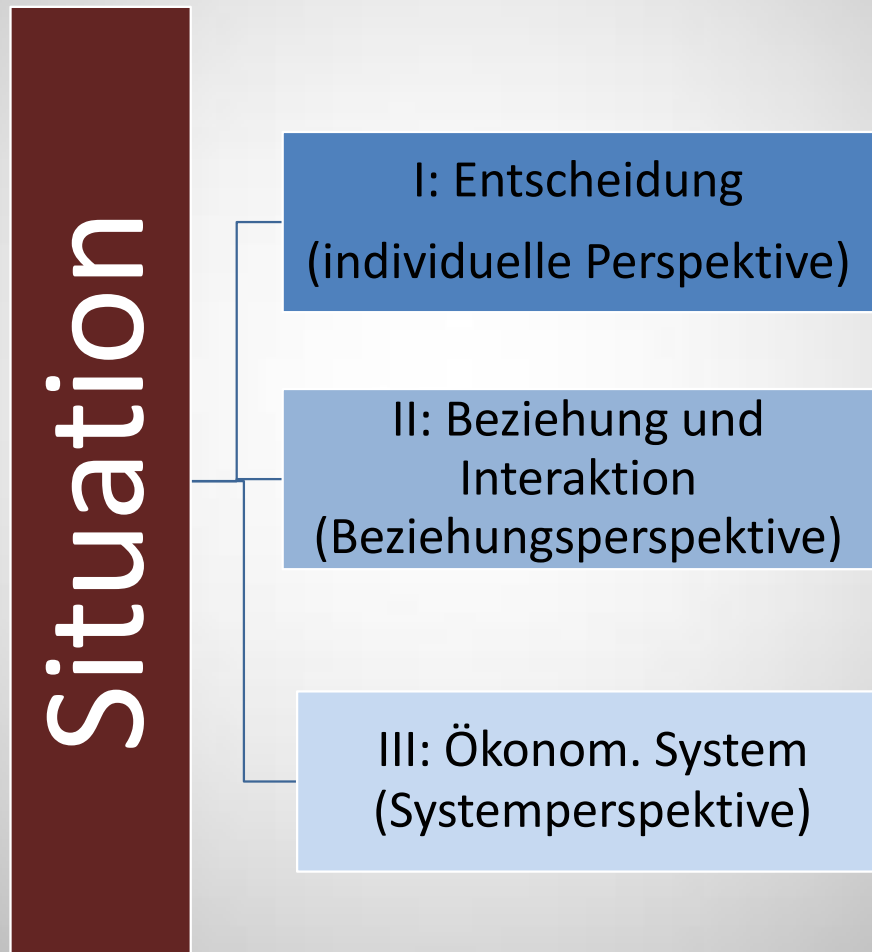 Situation
I: Entscheidung
(individuelle Perspektive)
II: Beziehung und
Interaktion
(Beziehungsperspektive)
III: Ökonom. System
(Systemperspektive)